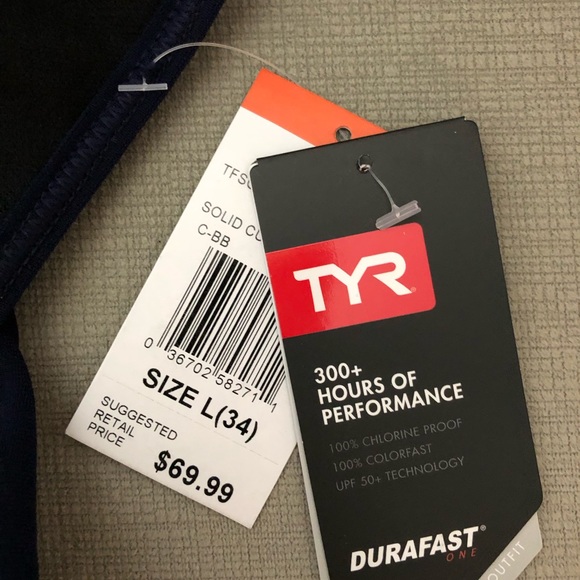 SOLID
C-BB
0 36702 58271 1
SIZE L(34)
SUGGESTED
RETAIL
PRICE
$69.99
TYR
300+
HOURS OF
PERFORMANCE
100% CHLORINE PROOF
100% COLORFAST
UPF 50+ TECHNOLOGY
DURAFAST®
ONE
OUTFIT